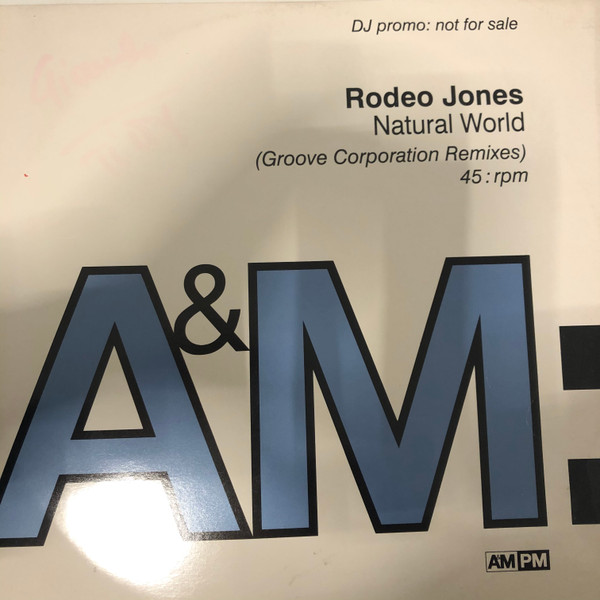 DJ promo: not for sale
Rodeo Jones
Natural World
(Groove Corporation Remixes)
45 : rpm
A&M:
A&M PM